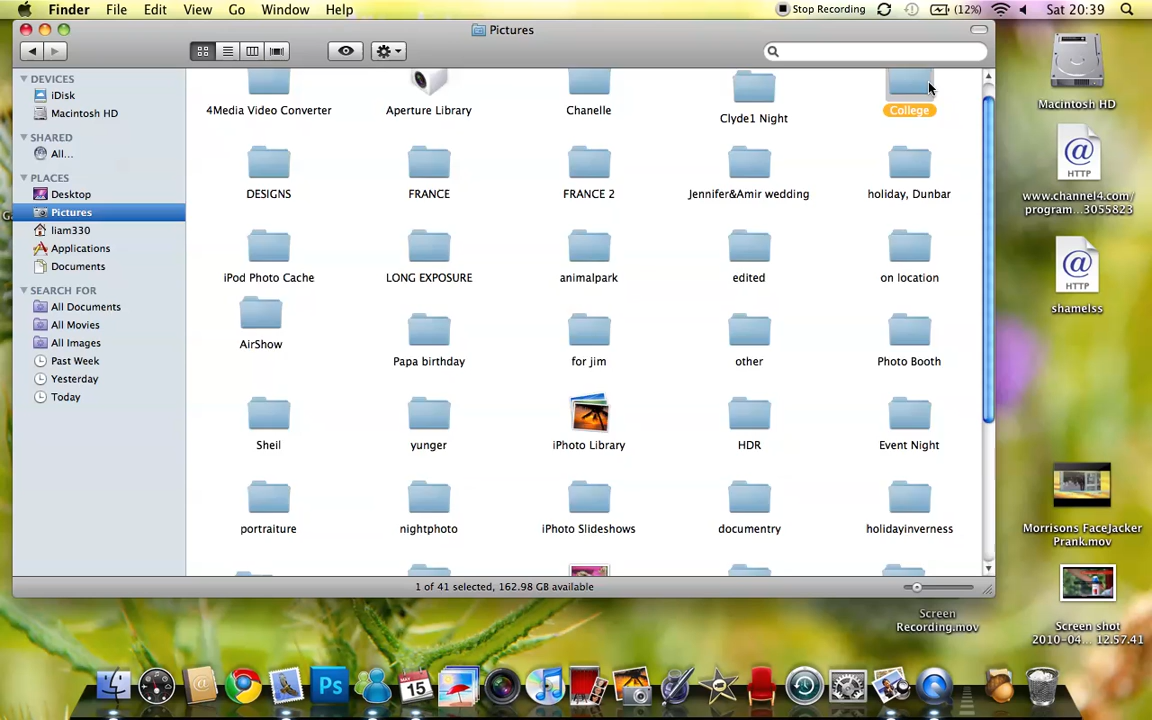 Finder File Edit View Go Window Help Stop Recording (12%) Sat 20:39
Pictures
DEVICES
iDisk
Macintosh HD
SHARED
All...
PLACES
Desktop
Pictures
liam330
Applications
Documents
SEARCH FOR
All Documents
All Movies
All Images
Past Week
Yesterday
Today
4Media Video Converter Aperture Library Chanelle Clyde1 Night College
DESIGNS FRANCE FRANCE 2 Jennifer&Amir wedding holiday, Dunbar
iPod Photo Cache LONG EXPOSURE animalpark edited on location
AirShow Papa birthday for jim other Photo Booth
Sheil yunger iPhoto Library HDR Event Night
portraiture nightphoto iPhoto Slideshows documentry holidayinverness
1 of 41 selected, 162.98 GB available
Macintosh HD
HTTP
www.channel4.com/
program...3055823
HTTP
shamelss
Morrisons FaceJacker
Prank.mov
Screen
Recording.mov
Screen shot
2010-04... 12.57.41
Ps
MAY
15